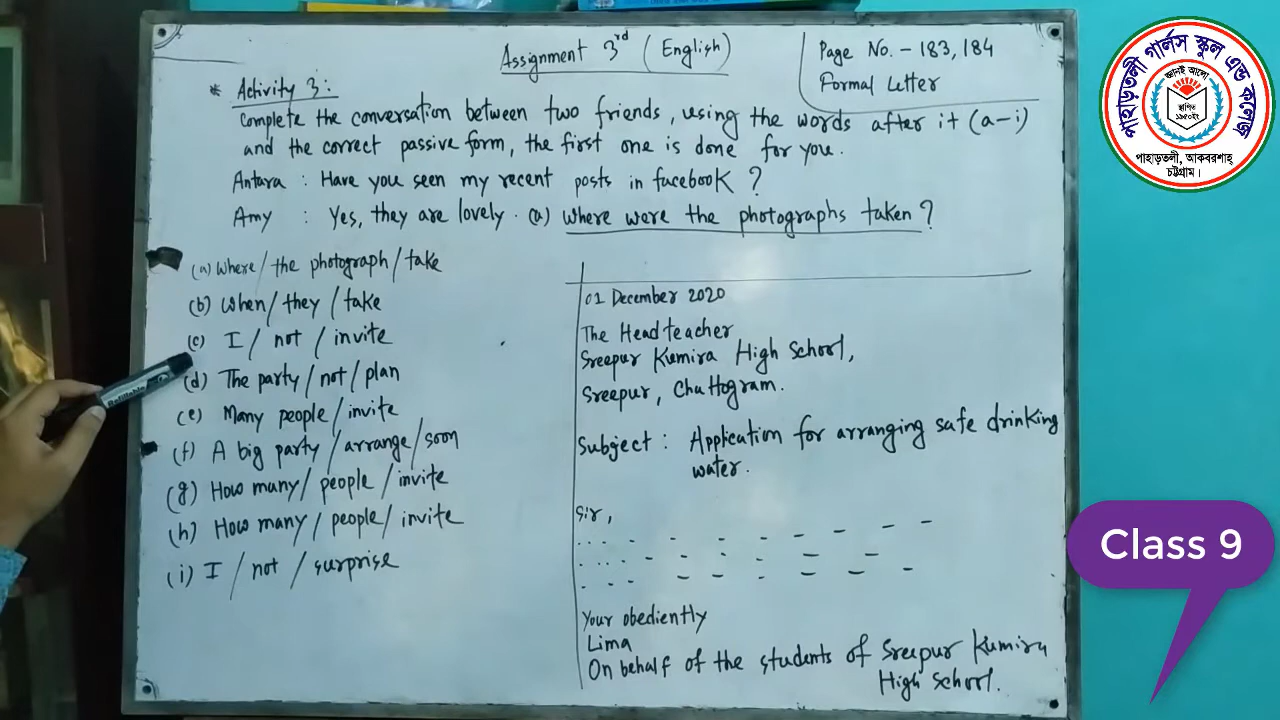 Assignment 3rd (English)
Page No. - 183, 184
Formal Letter
* Activity 3:
Complete the conversation between two friends, using the words after it (a-i)
and the correct passive form, the first one is done for you.
Antara : Have you seen my recent posts in facebook ?
Amy : Yes, they are lovely. (a) Where were the photographs taken ?
(a) Where / the photograph / take
(b) When / they / take
(c) I / not / invite
(d) The party / not / plan
(e) Many people / invite
(f) A big party / arrange / soon
(g) How many / people / invite
(h) How many / people / invite
(i) I / not / surprise
01 December 2020
The Headteacher
Sreepur Kumira High School,
Sreepur, Chattogram.
Subject : Application for arranging safe drinking
water.
Sir,
Your obediently
Lima
On behalf of the students of Sreepur Kumira
High School.
পাহাড়তলী গার্লস স্কুল এন্ড কলেজ
জ্ঞানই আলো
স্থাপিত
পাহাড়তলী, আকবরশাহ্
চট্টগ্রাম।
Class 9